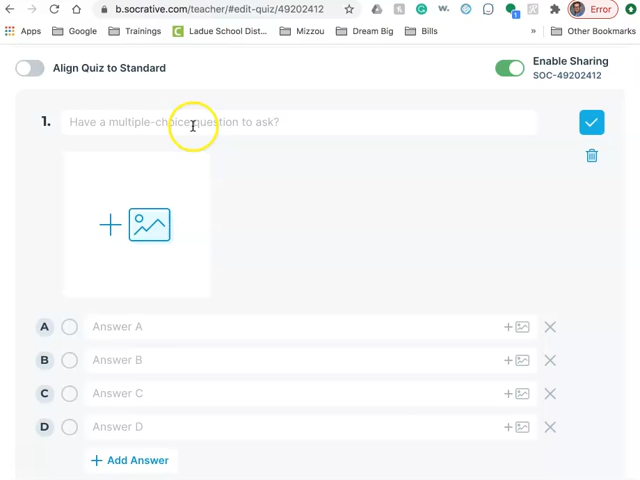 b.socrative.com/teacher/#edit-quiz/49202412
Error
Apps Google Trainings Ladue School Dist... Mizzou Dream Big Bills » Other Bookmarks
Align Quiz to Standard
Enable Sharing
SOC-49202412
1. Have a multiple-choice question to ask?
A Answer A
B Answer B
C Answer C
D Answer D
+ Add Answer